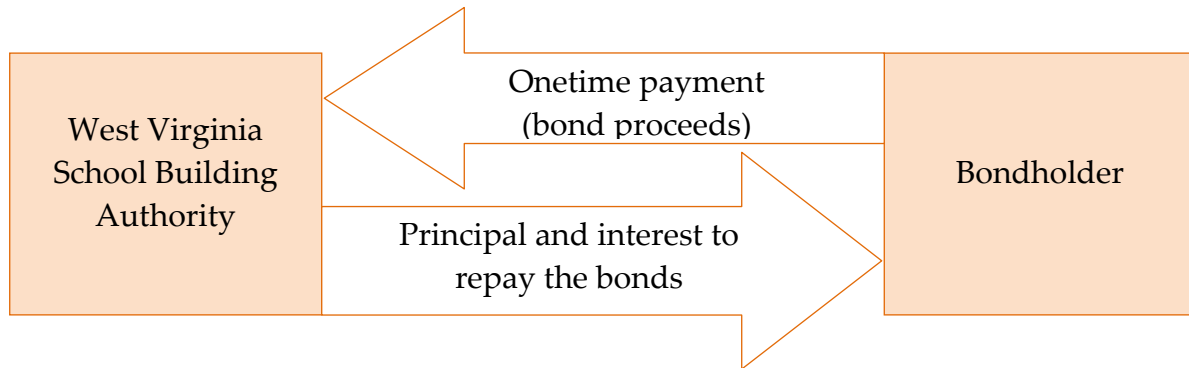 West Virginia
School Building
Authority
Onetime payment
(bond proceeds)
Bondholder
Principal and interest to
repay the bonds